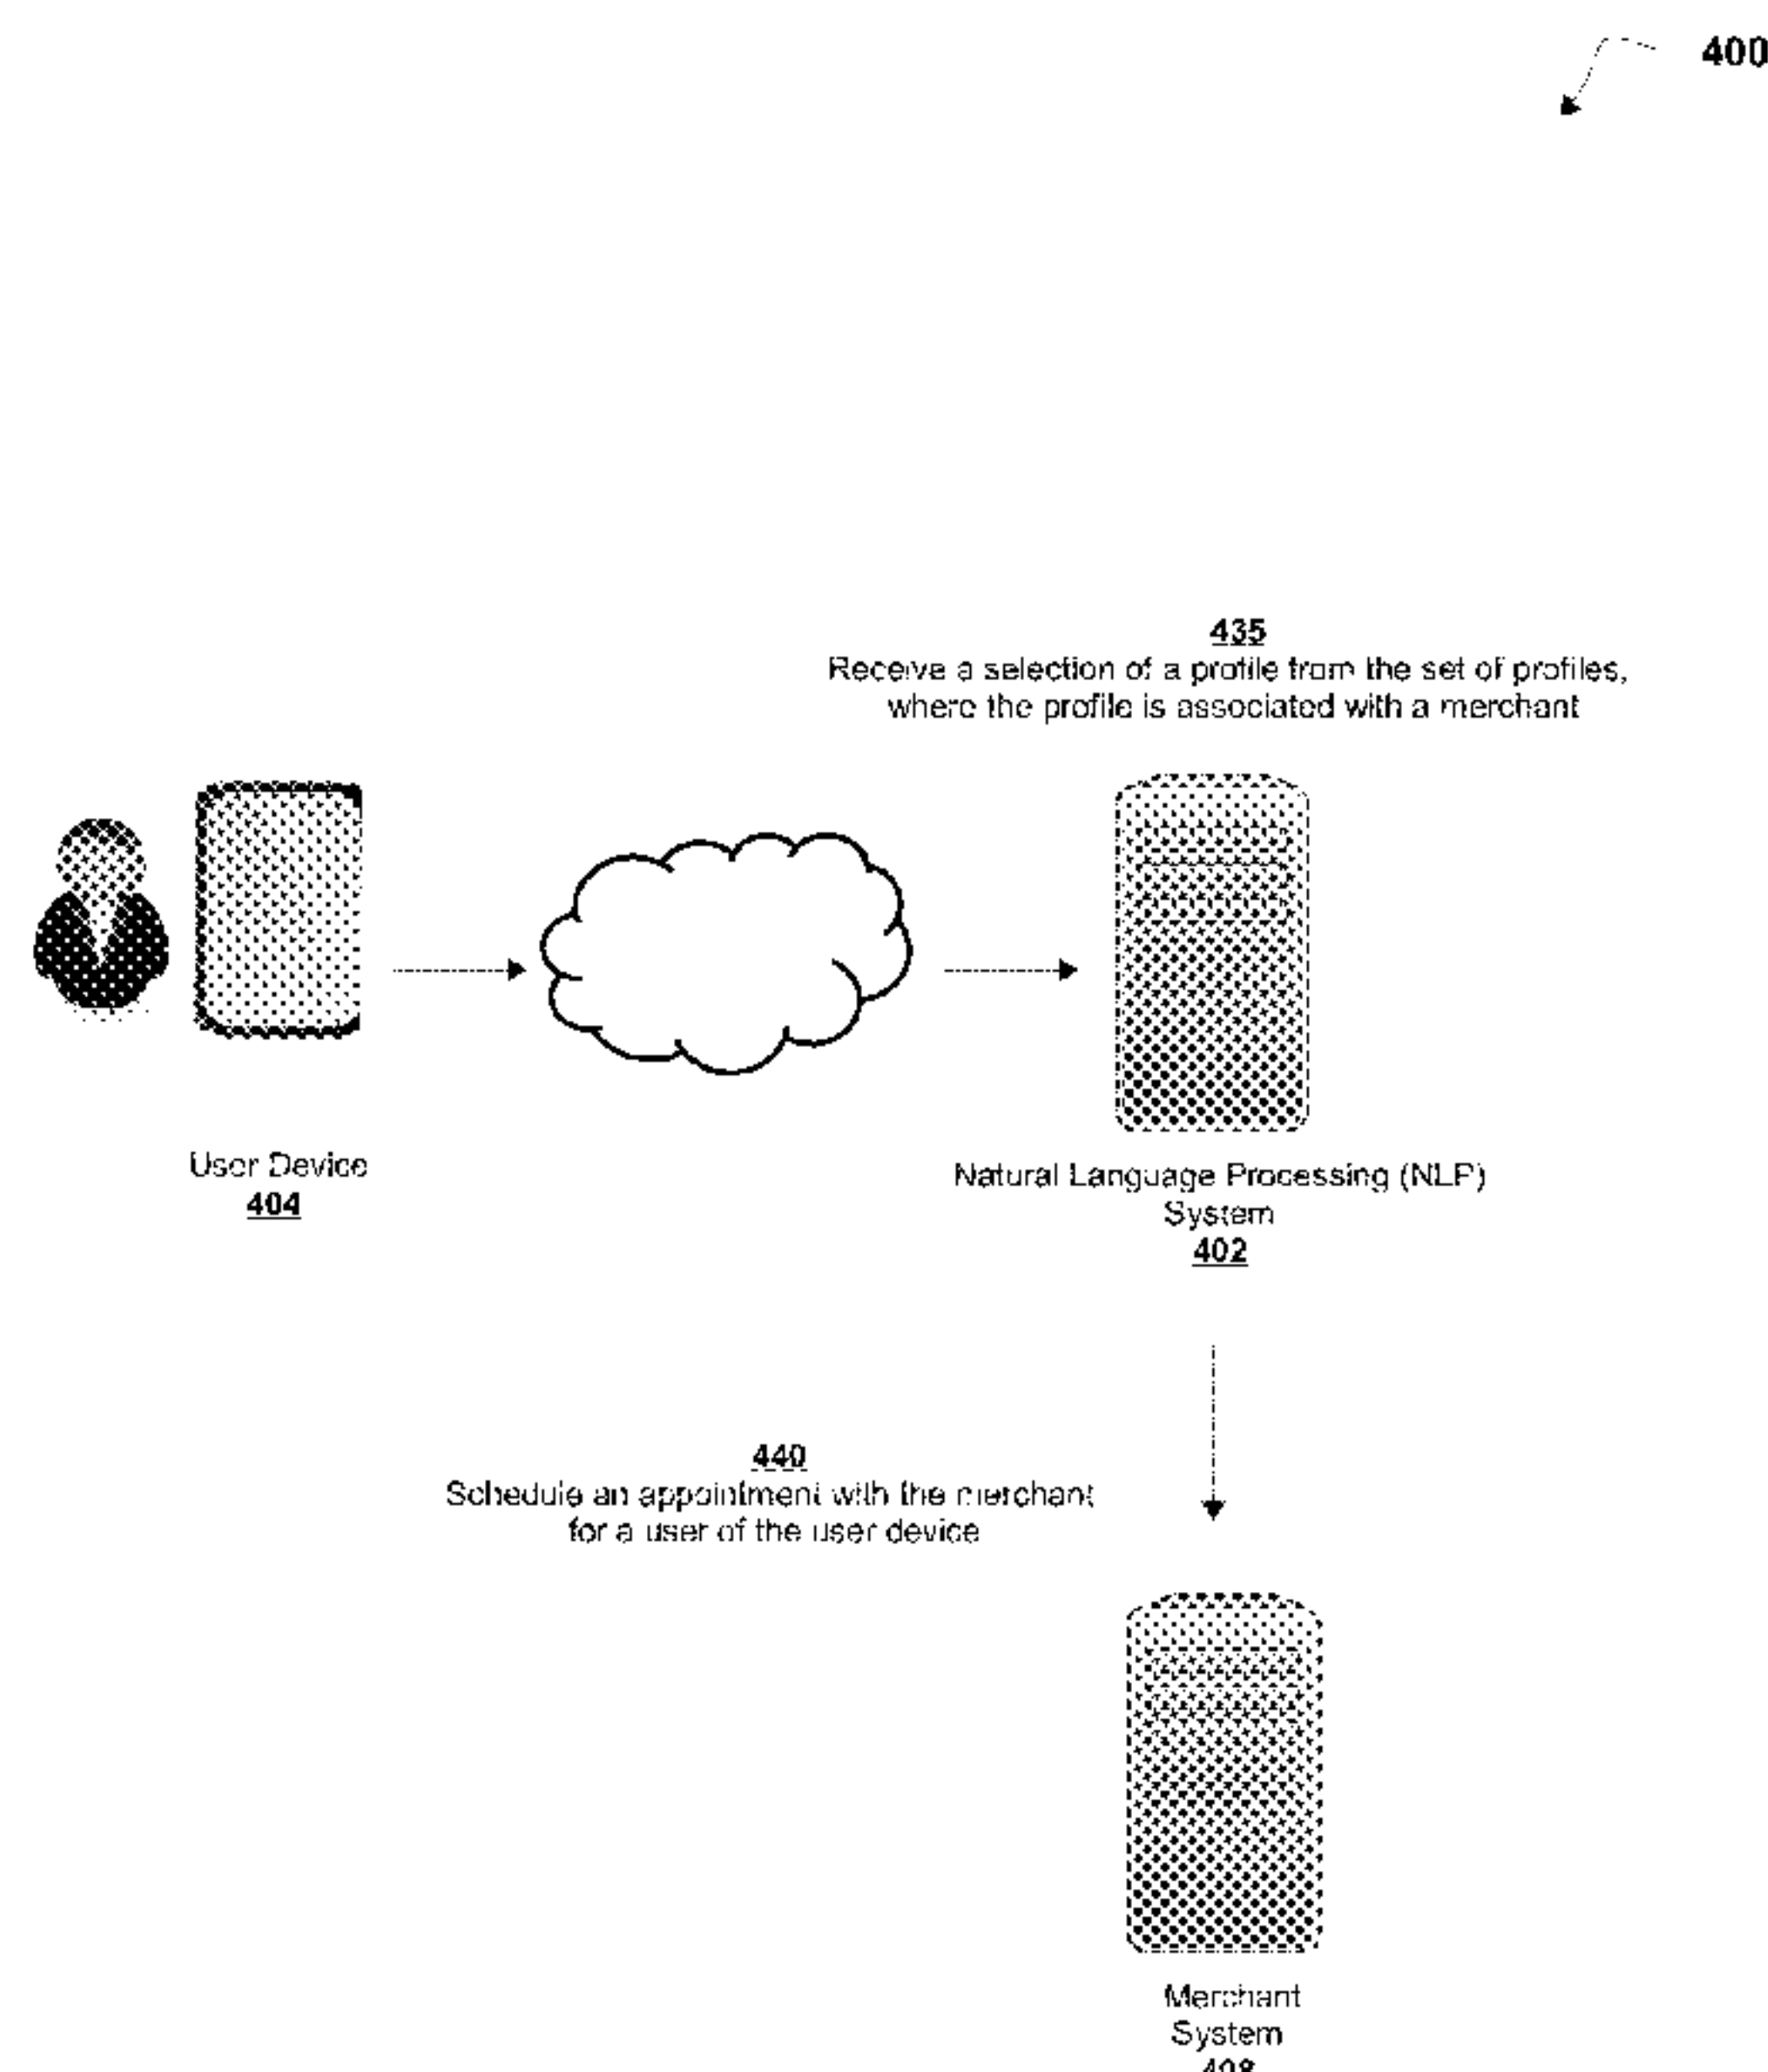 400
435
Receive a selection of a profile from the set of profiles,
where the profile is associated with a merchant
User Device
404
Natural Language Processing (NLP)
System
402
440
Schedule an appointment with the merchant
for a user of the user device
Merchant
System
408